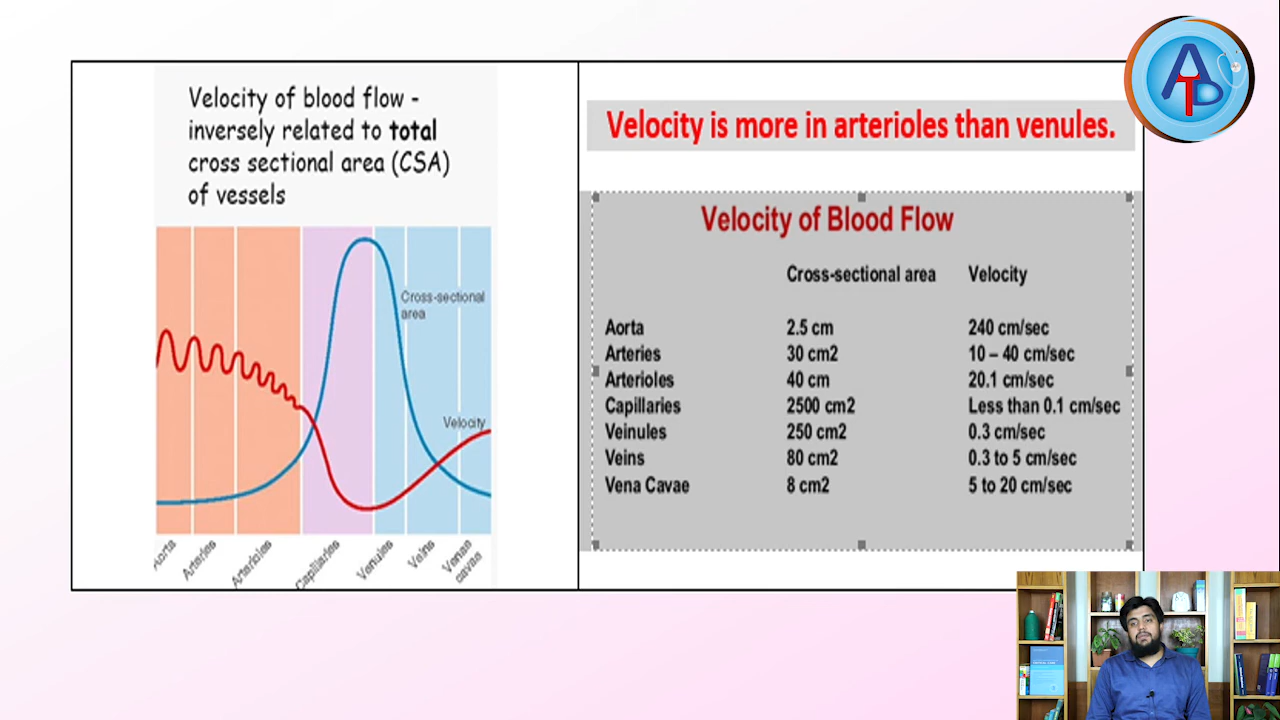 Velocity of blood flow -
inversely related to total
cross sectional area (CSA)
of vessels
Cross-sectional
area
Velocity
Aorta
Arteries
Arterioles
Capillaries
Venules
Veins
Venae
cavae
Velocity is more in arterioles than venules.
Velocity of Blood Flow
Cross-sectional area Velocity
Aorta 2.5 cm 240 cm/sec
Arteries 30 cm2 10 – 40 cm/sec
Arterioles 40 cm 20.1 cm/sec
Capillaries 2500 cm2 Less than 0.1 cm/sec
Veinules 250 cm2 0.3 cm/sec
Veins 80 cm2 0.3 to 5 cm/sec
Vena Cavae 8 cm2 5 to 20 cm/sec
ATB